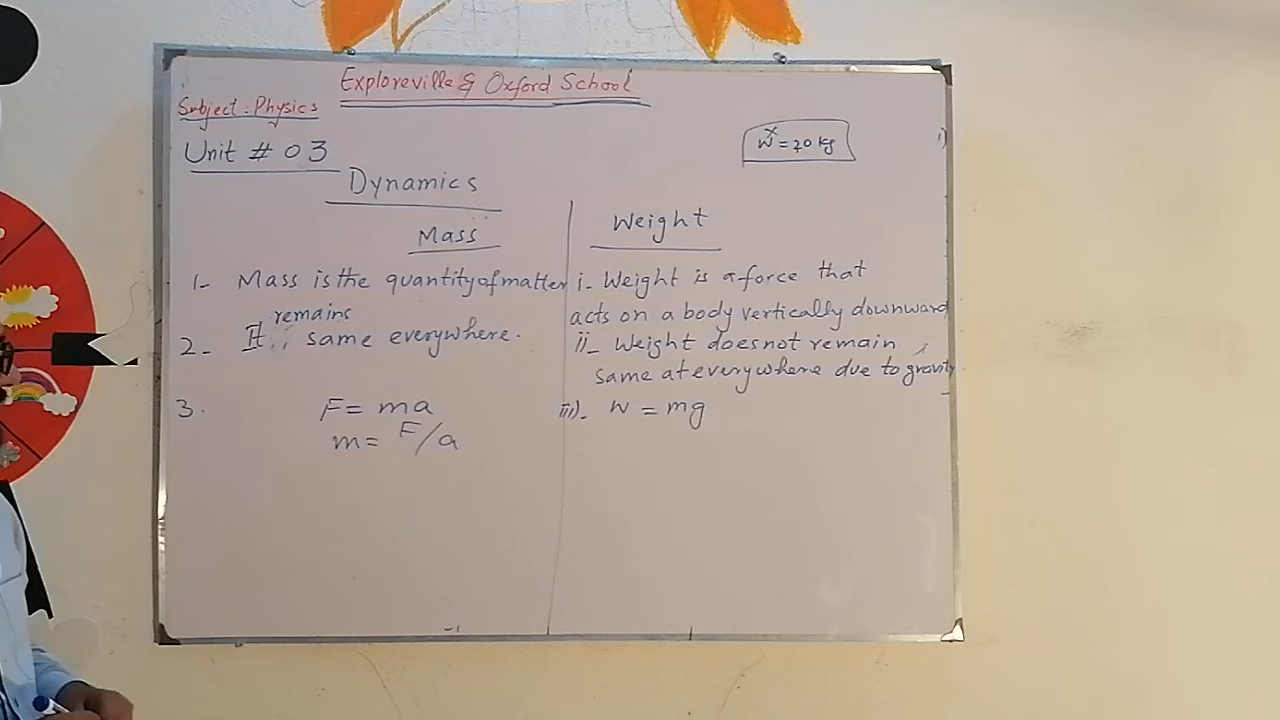 Exploreville & Oxford School
Subject: Physics
Unit # 03
W = 70 kg
x
i)
Dynamics
Mass
Weight
1- Mass is the quantity of matter
i- Weight is a force that
acts on a body vertically downward
remains
2- It, same everywhere.
ii- Weight does not remain
same at everywhere due to gravity
3.
F = ma
m = F/a
iii)- W = mg